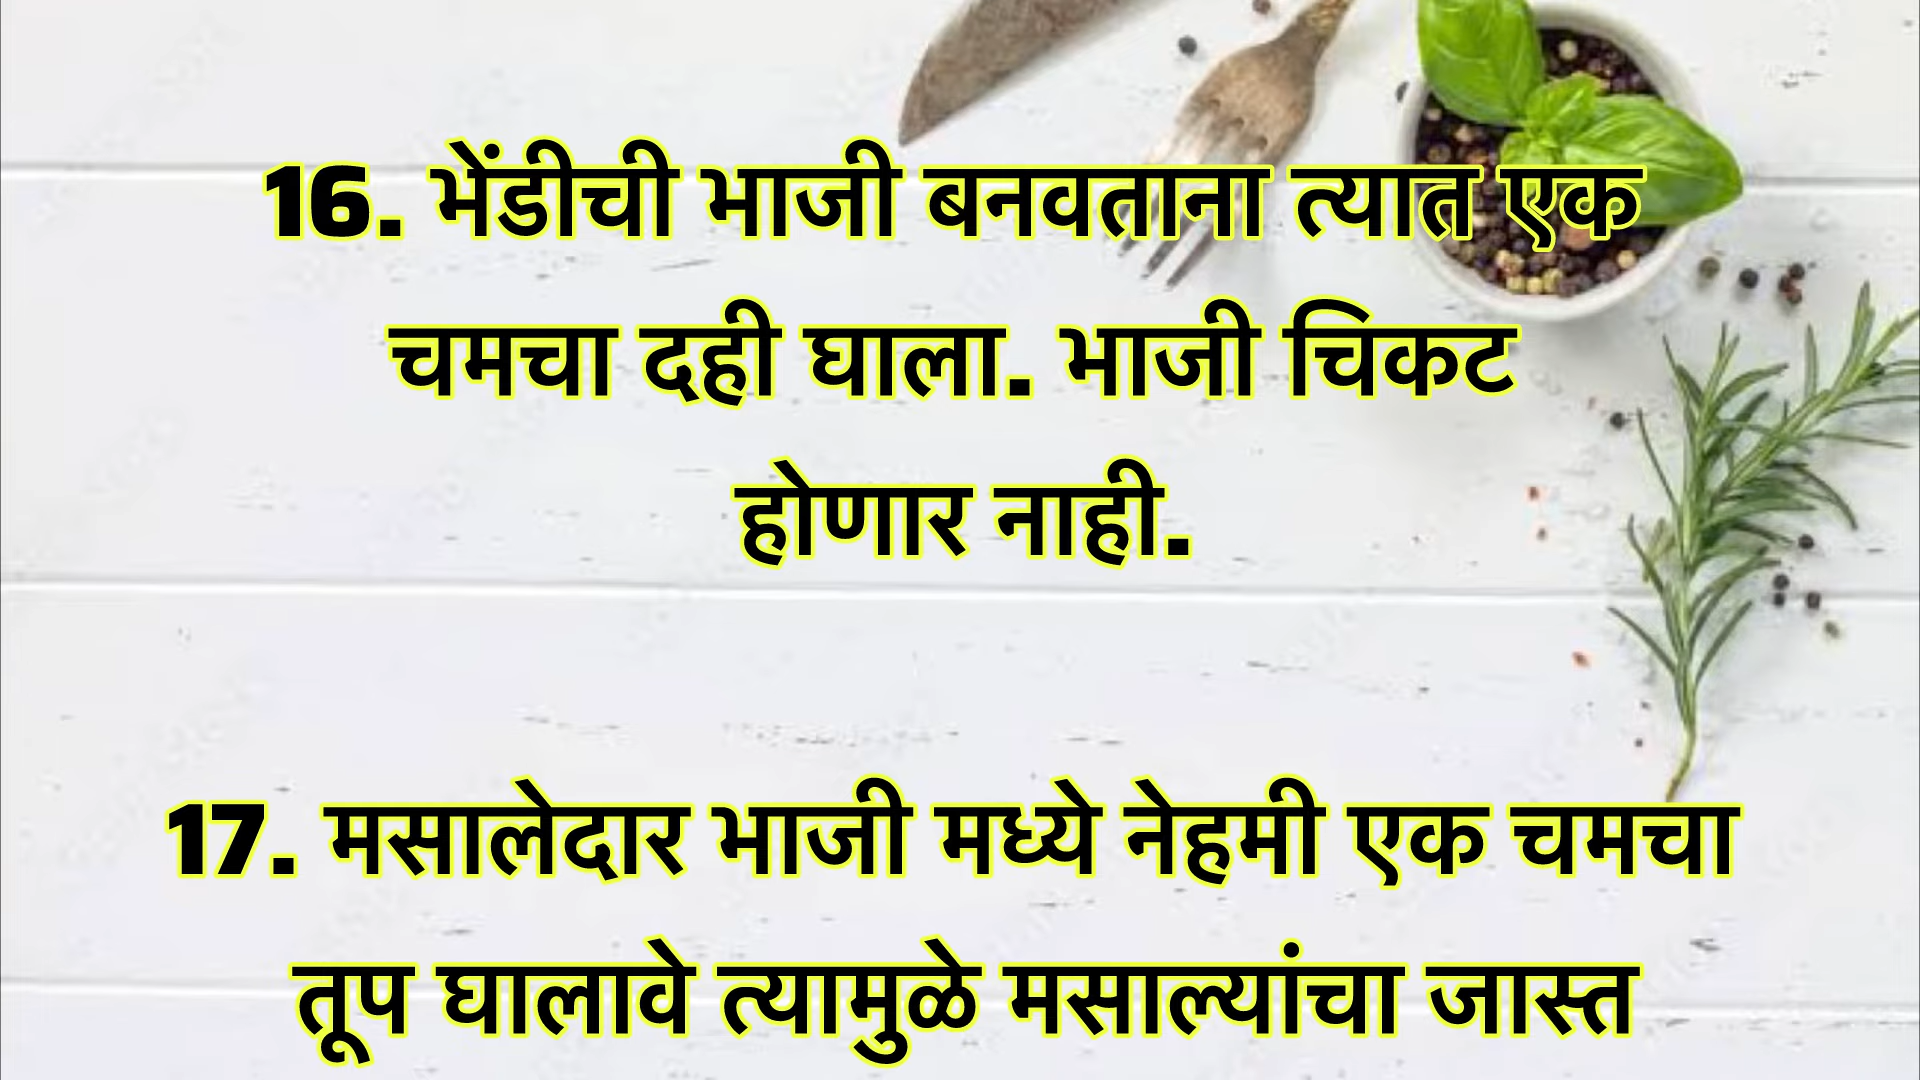 16. भेंडीची भाजी बनवताना त्यात एक
चमचा दही घाला. भाजी चिकट
होणार नाही.
17. मसालेदार भाजी मध्ये नेहमी एक चमचा
तूप घालावे त्यामुळे मसाल्यांचा जास्त